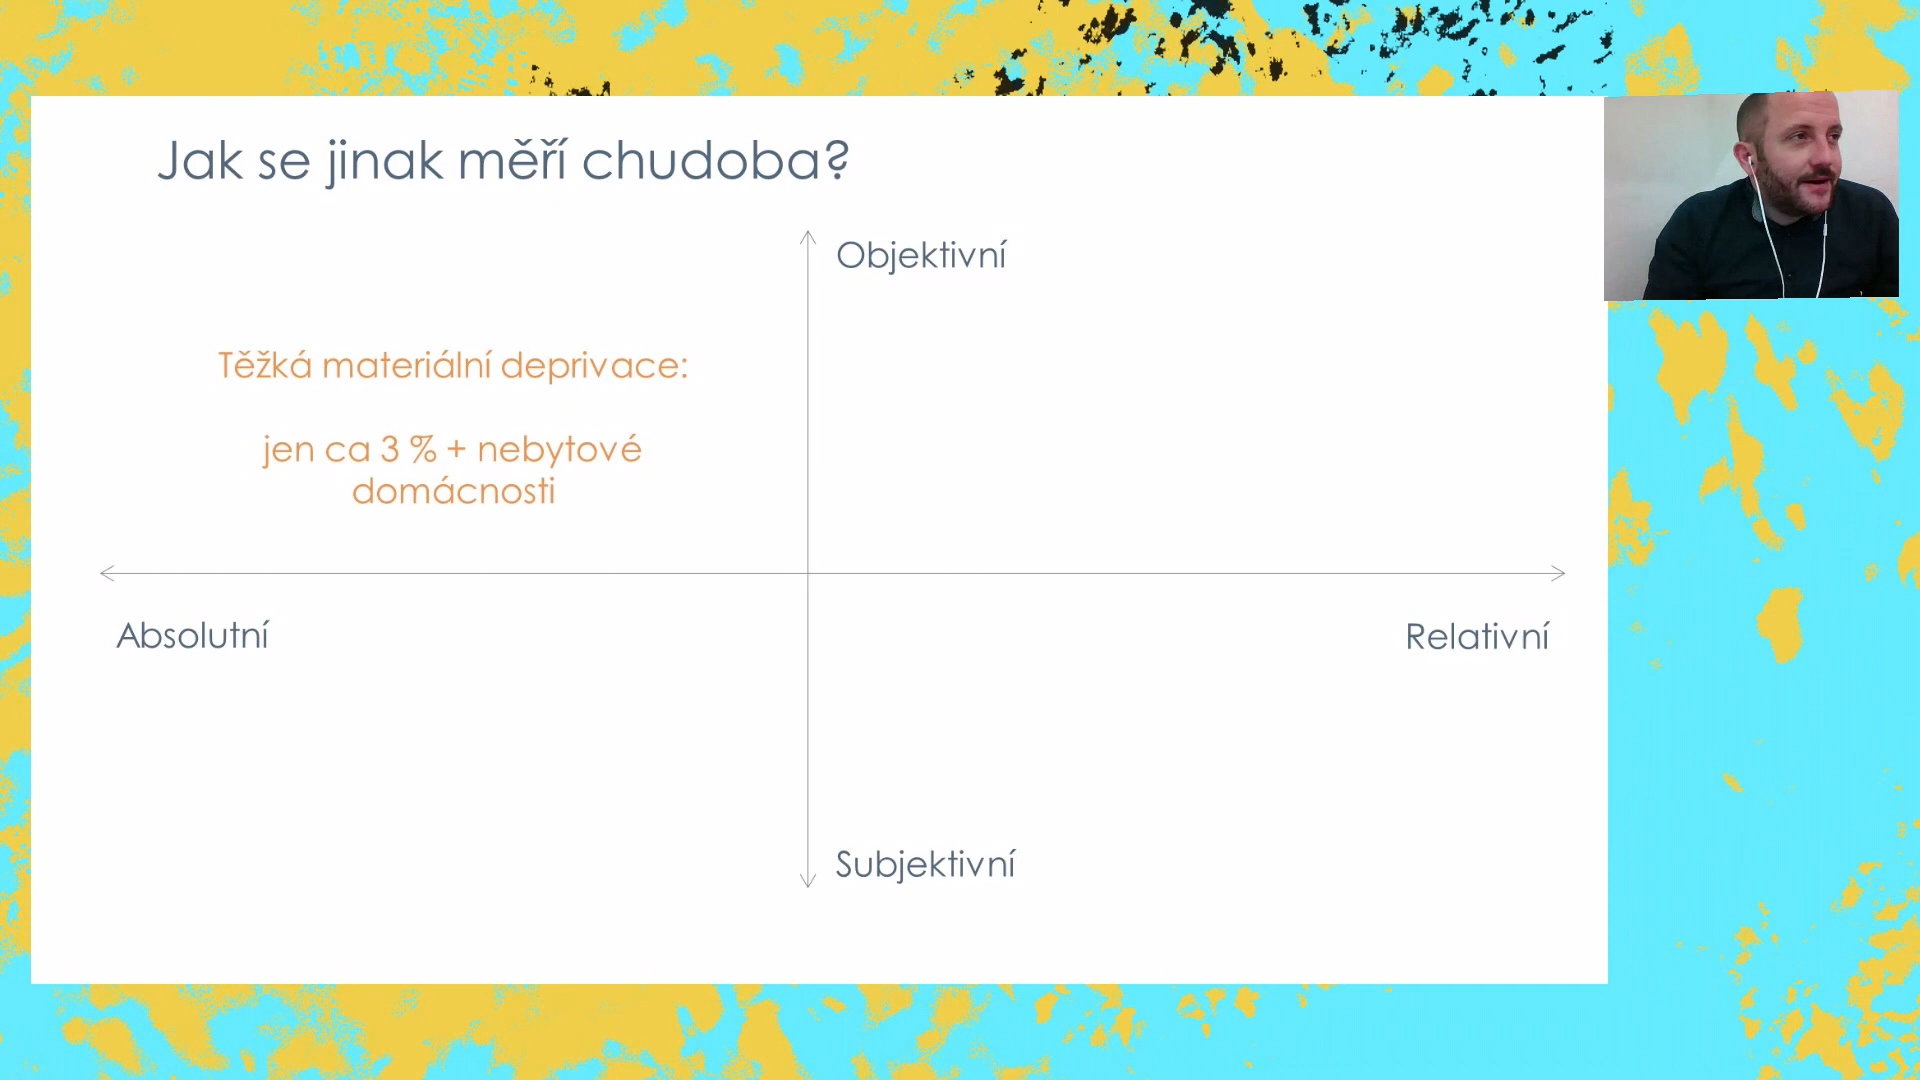 Jak se jinak měří chudoba?
Objektivní
Těžká materiální deprivace:
jen ca 3 % + nebytové
domácnosti
Absolutní
Relativní
Subjektivní